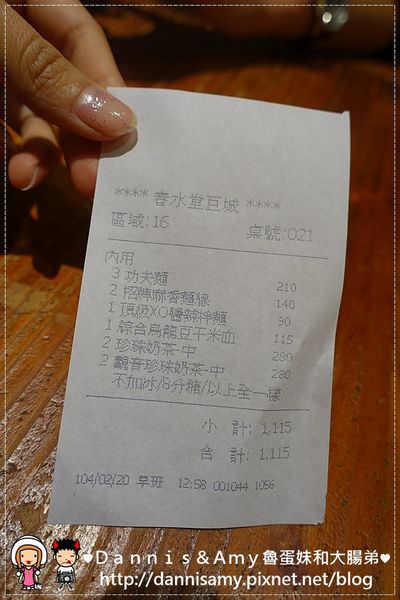 **** 春水堂巨城 ****
區域:16 桌號:021
內用
3 功夫麵 210
2 招牌麻香麵線 140
1 頂級XO醬辣拌麵 90
1 綜合烏龍豆干米血 115
2 珍珠奶茶-中 280
2 觀音珍珠奶茶-中 280
不加冰/8分糖/以上全一樣
小 計: 1,115
合 計: 1,115
104/02/20 早班 12:58 001044 1056
♥Dannis&Amy魯蛋妹和大腸弟♥
http://dannisamy.pixnet.net/blog